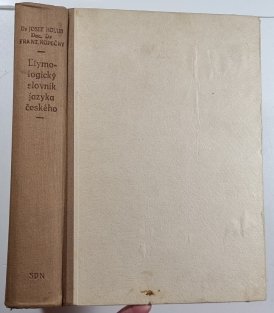 Dr JOSEF HOLUB
Doc. Dr
FRANT. KOPEČNÝ
Etymo-
logický
slovník
jazyka
českého
SPN